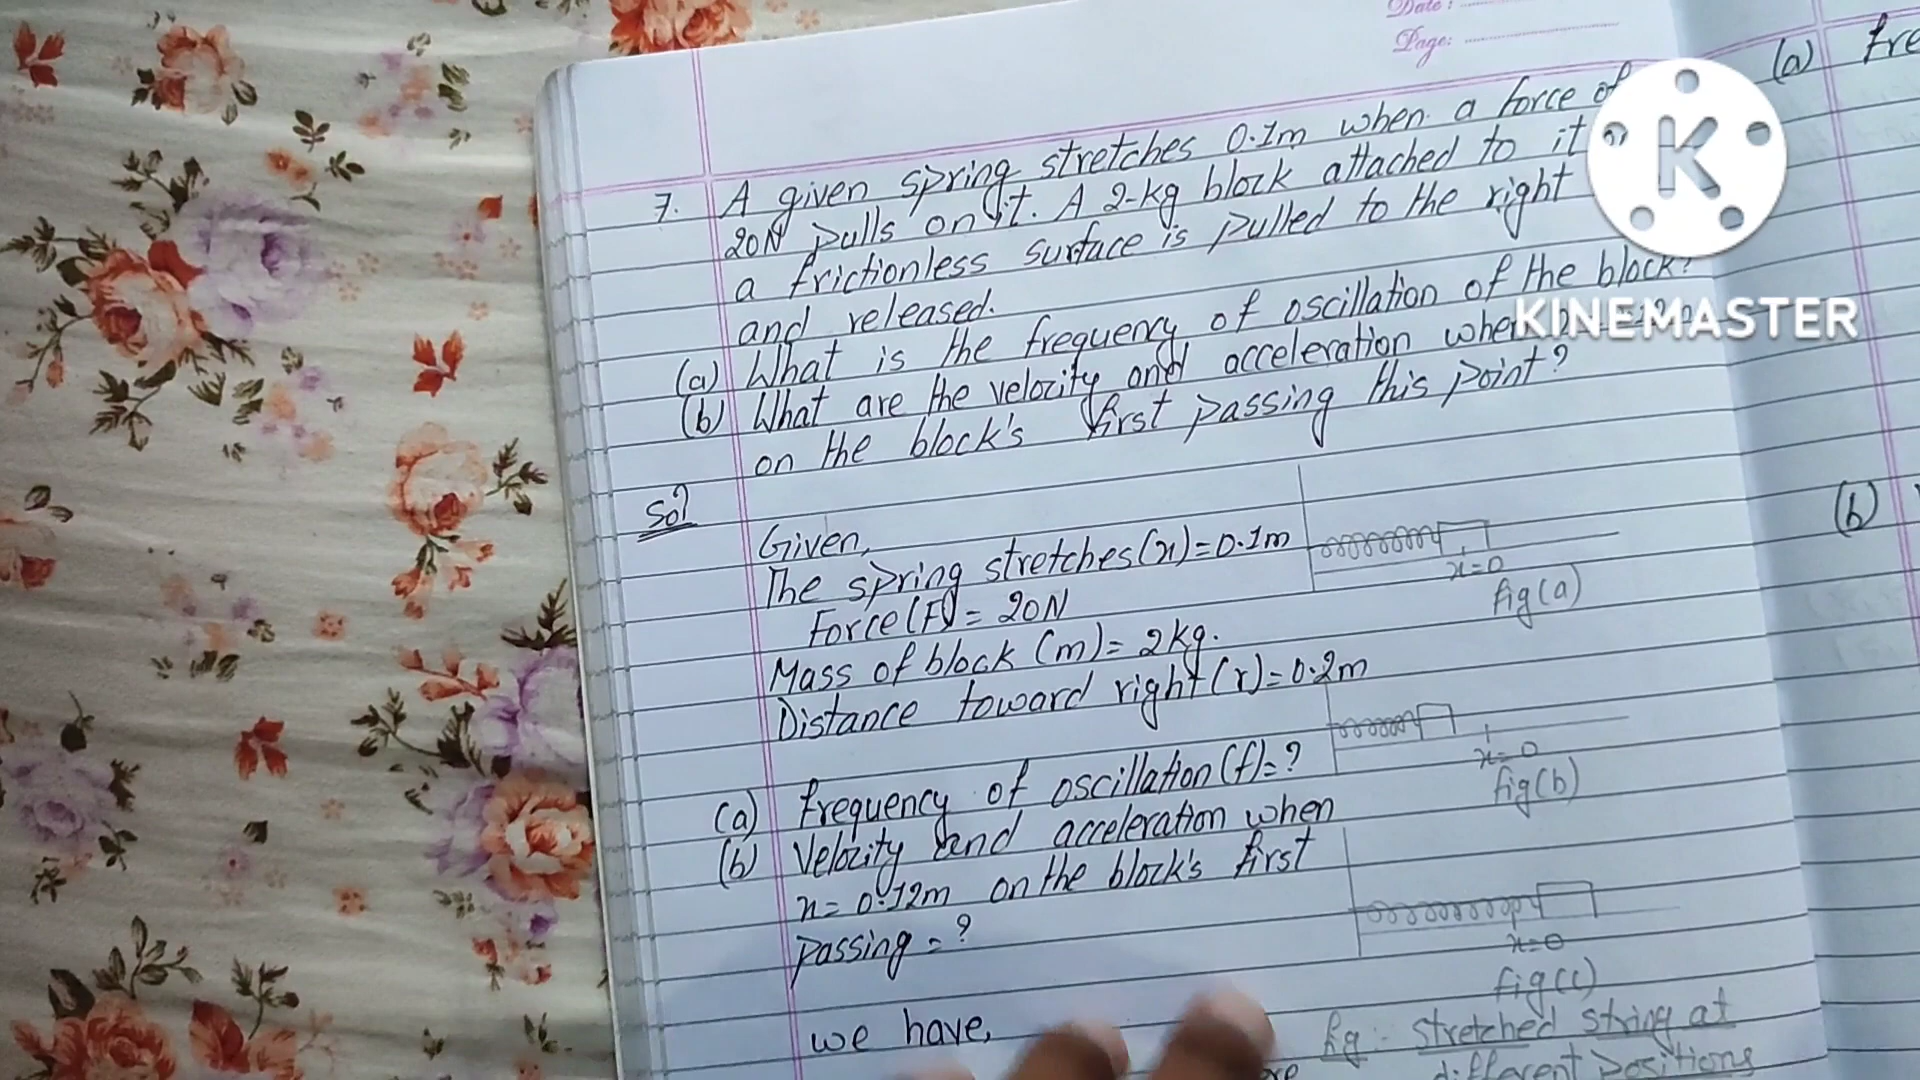 Date:
Page:
7. A given spring stretches 0.1m when a force of
20N pulls on it. A 2-kg block attached to it on
a frictionless surface is pulled to the right
and released.
(a) What is the frequency of oscillation of the block?
(b) What are the velocity and acceleration when
on the block's first passing this point?
Soln
Given,
The spring stretches (x)=0.1m
Force (F) = 20N
Mass of block (m) = 2kg.
Distance toward right (r) = 0.2m
(a) frequency of oscillation (f)=?
(b) Velocity and acceleration when
x= 0.12m on the block's first
passing = ?
we have,
x=0
fig(a)
x=0
fig(b)
x=0
fig(c)
fig:- stretched string at
different positions
(a) fre
(b)
K
KINEMASTER